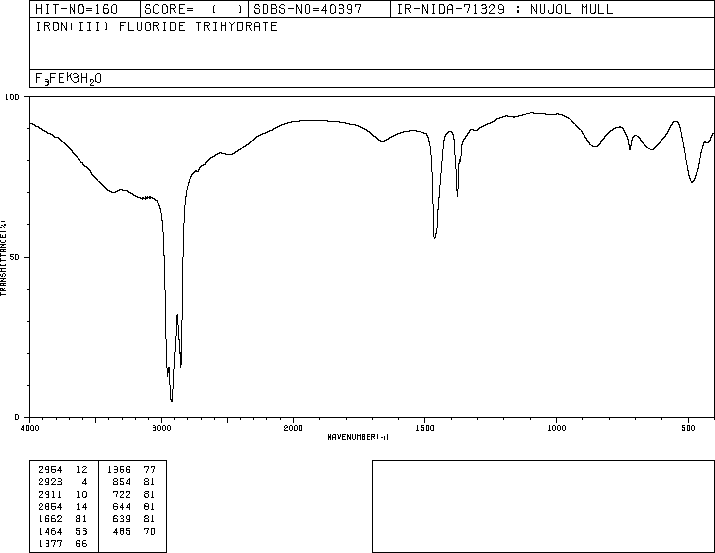 HIT-NO=160 SCORE= ( ) SDBS-NO=40397 IR-NIDA-71329 : NUJOL MULL
IRON(III) FLUORIDE TRIHYDRATE
F3FE*3H2O
100
50
0
TRANSMITTANCE(%)
4000 3000 2000 1500 1000 500
WAVENUMBER(-1)
2954 12 1366 77
2923 4 854 81
2911 10 722 81
2854 14 644 81
1662 81 639 81
1464 53 485 70
1377 66